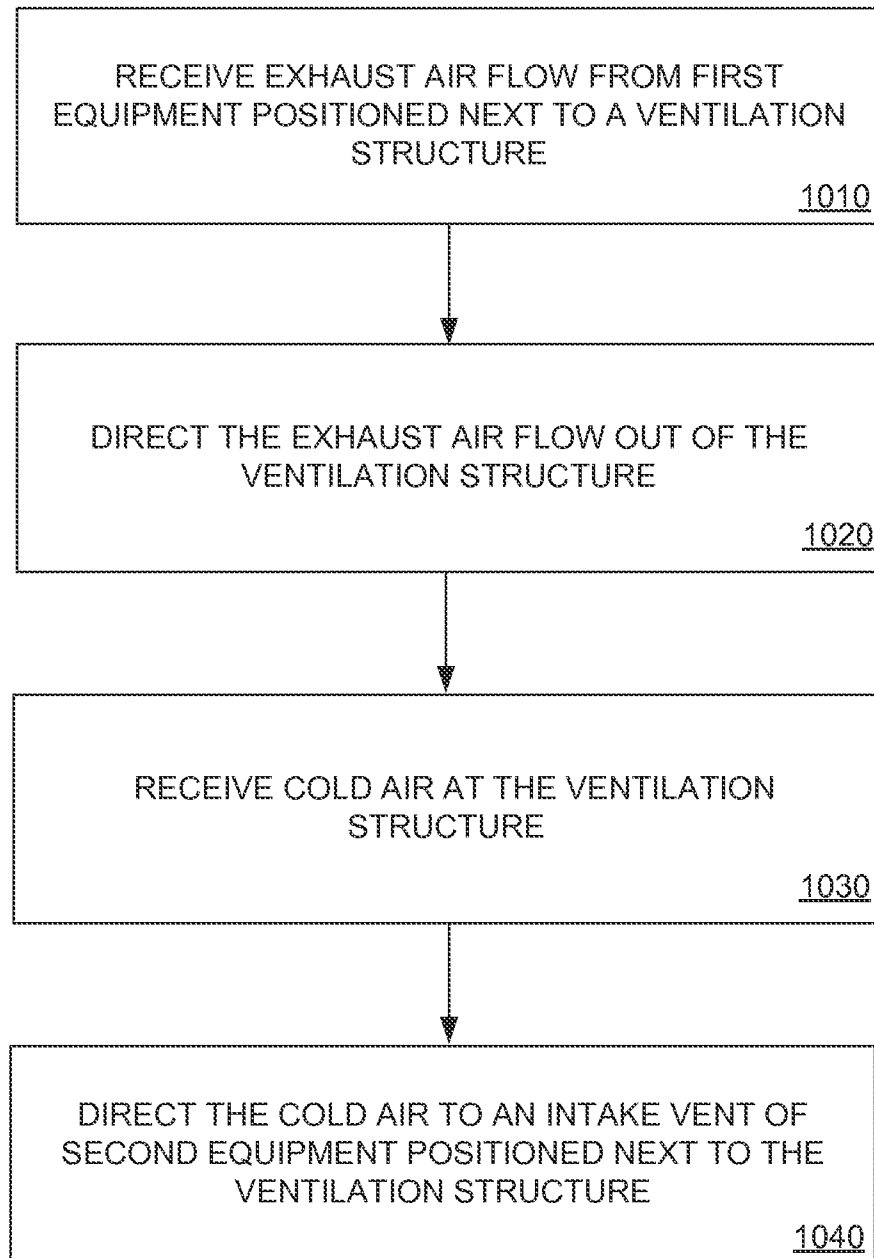 RECEIVE EXHAUST AIR FLOW FROM FIRST
EQUIPMENT POSITIONED NEXT TO A VENTILATION
STRUCTURE
1010
DIRECT THE EXHAUST AIR FLOW OUT OF THE
VENTILATION STRUCTURE
1020
RECEIVE COLD AIR AT THE VENTILATION
STRUCTURE
1030
DIRECT THE COLD AIR TO AN INTAKE VENT OF
SECOND EQUIPMENT POSITIONED NEXT TO THE
VENTILATION STRUCTURE
1040